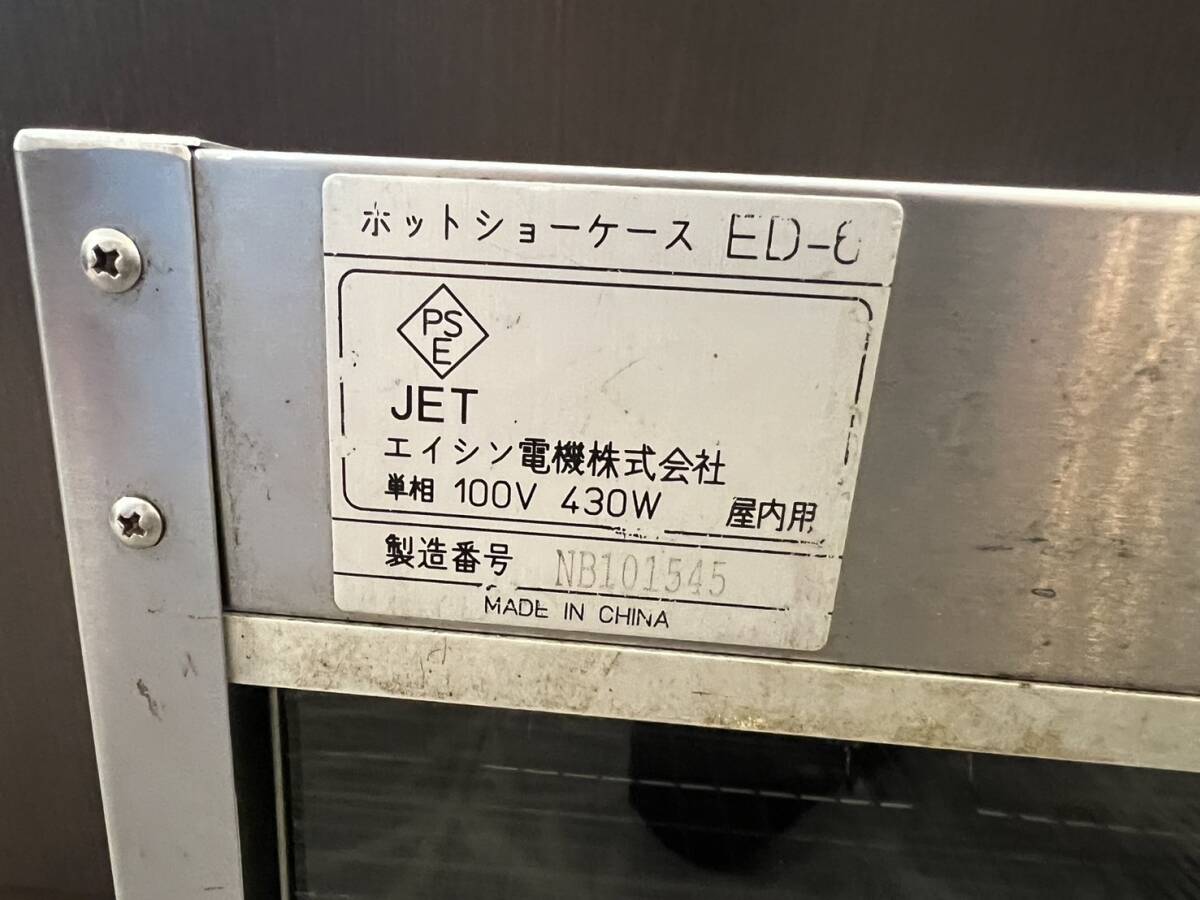 ホットショーケース ED-6
PS
E
JET
エイシン電機株式会社
単相 100V 430W 屋内用
製造番号 NB101545
MADE IN CHINA